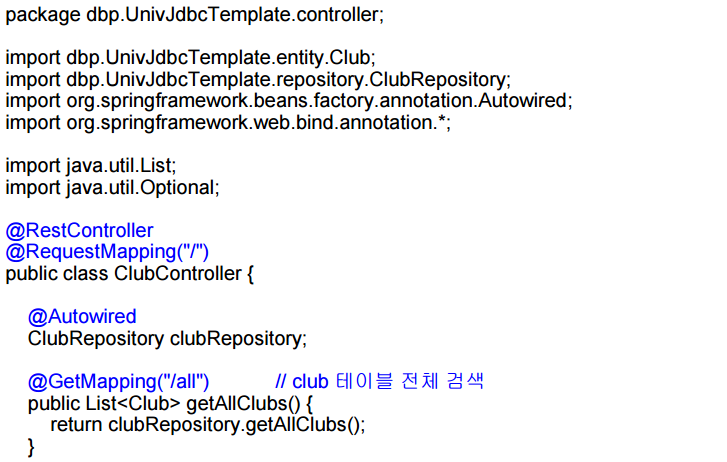 package dbp.UnivJdbcTemplate.controller;
import dbp.UnivJdbcTemplate.entity.Club;
import dbp.UnivJdbcTemplate.repository.ClubRepository;
import org.springframework.beans.factory.annotation.Autowired;
import org.springframework.web.bind.annotation.*;
import java.util.List;
import java.util.Optional;
@RestController
@RequestMapping("/")
public class ClubController {
@Autowired
ClubRepository clubRepository;
@GetMapping("/all") // club 테이블 전체 검색
public List<Club> getAllClubs() {
return clubRepository.getAllClubs();
}